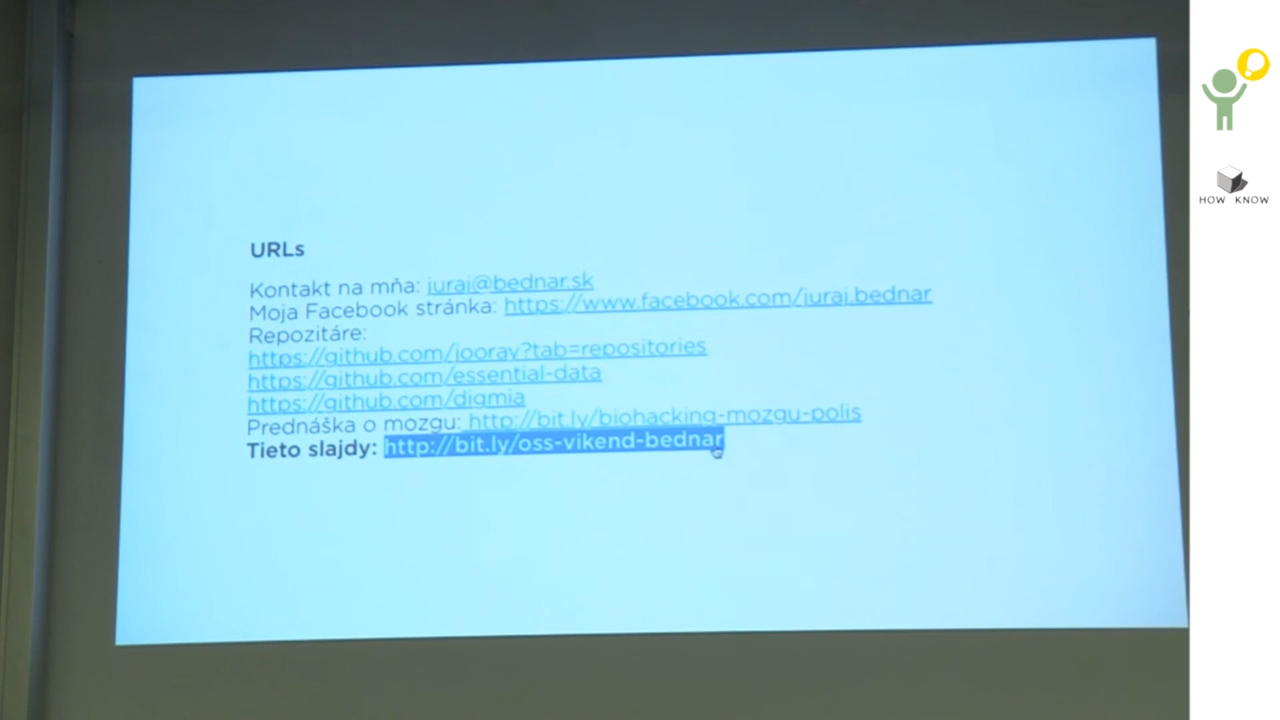 URLs
Kontakt na mňa: juraj@bednar.sk
Moja Facebook stránka: https://www.facebook.com/juraj.bednar
Repozitáre:
https://github.com/jooray?tab=repositories
https://github.com/essential-data
https://github.com/digmia
Prednáška o mozgu: http://bit.ly/biohacking-mozgu-polis
Tieto slajdy: http://bit.ly/oss-vikend-bednar
HOW KNOW